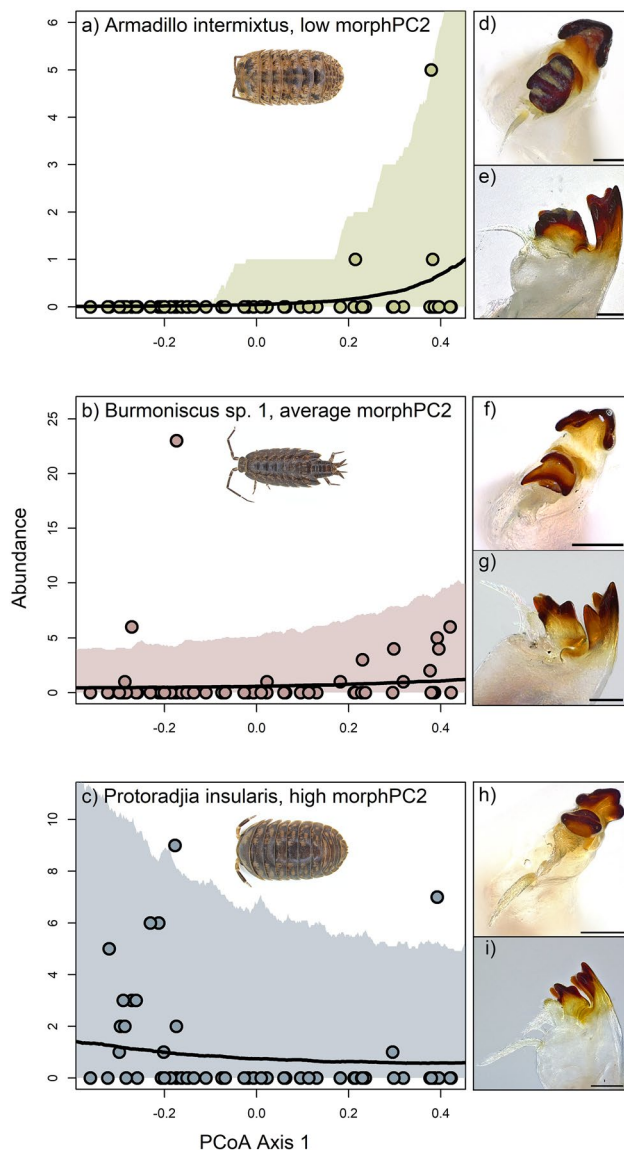 a) Armadillo intermixtus, low morphPC2
6
5
4
3
2
1
0
-0.2 0.0 0.2 0.4
d)
e)
b) Burmoniscus sp. 1, average morphPC2
25
20
15
10
5
0
-0.2 0.0 0.2 0.4
Abundance
f)
g)
c) Protoradjia insularis, high morphPC2
10
8
6
4
2
0
-0.2 0.0 0.2 0.4
PCoA Axis 1
h)
i)